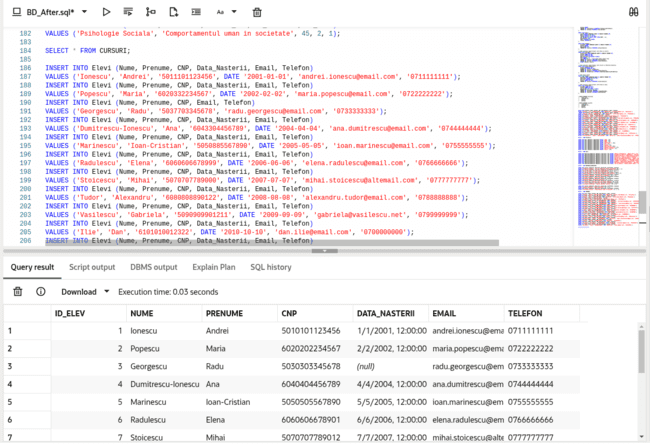 BD_After.sql* Aa
182 VALUES ('Psihologie Sociala', 'Comportamentul uman in societate', 45, 2, 1);
183
184 SELECT * FROM CURSURI;
185
186 INSERT INTO Elevi (Nume, Prenume, CNP, Data_Nasterii, Email, Telefon)
187 VALUES ('Ionescu', 'Andrei', '5011101123456', DATE '2001-01-01', 'andrei.ionescu@email.com', '0711111111');
188 INSERT INTO Elevi (Nume, Prenume, CNP, Data_Nasterii, Email, Telefon)
189 VALUES ('Popescu', 'Maria', '6020332234567', DATE '2002-02-02', 'maria.popescu@email.com', '0722222222');
190 INSERT INTO Elevi (Nume, Prenume, CNP, Email, Telefon)
191 VALUES ('Georgescu', 'Radu', '5037703345678', 'radu.georgescu@email.com', '0733333333');
192 INSERT INTO Elevi (Nume, Prenume, CNP, Data_Nasterii, Email, Telefon)
193 VALUES ('Dumitrescu-Ionescu', 'Ana', '6043304456789', DATE '2004-04-04', 'ana.dumitrescu@email.com', '0744444444');
194 INSERT INTO Elevi (Nume, Prenume, CNP, Data_Nasterii, Email, Telefon)
195 VALUES ('Marinescu', 'Ioan-Cristian', '5050805567890', DATE '2005-05-05', 'ioan.marinescu@email.com', '0755555555');
196 INSERT INTO Elevi (Nume, Prenume, CNP, Data_Nasterii, Email, Telefon)
197 VALUES ('Radulescu', 'Elena', '6060606678999', DATE '2006-06-06', 'elena.radulescu@email.com', '0766666666');
198 INSERT INTO Elevi (Nume, Prenume, CNP, Data_Nasterii, Email, Telefon)
199 VALUES ('Stoicescu', 'Mihai', '5070707789000', DATE '2007-07-07', 'mihai.stoicescu@altemail.com', '0777777777');
200 INSERT INTO Elevi (Nume, Prenume, CNP, Data_Nasterii, Email, Telefon)
201 VALUES ('Tudor', 'Alexandru', '6080808890122', DATE '2008-08-08', 'alexandru.tudor@email.com', '0788888888');
202 INSERT INTO Elevi (Nume, Prenume, CNP, Data_Nasterii, Email, Telefon)
203 VALUES ('Vasilescu', 'Gabriela', '5090909901211', DATE '2009-09-09', 'gabriela@vasilescu.net', '0799999999');
204 INSERT INTO Elevi (Nume, Prenume, CNP, Data_Nasterii, Email, Telefon)
205 VALUES ('Ilie', 'Dan', '6101010012322', DATE '2010-10-10', 'dan.ilie@email.com', '0700000000');
206 INSERT INTO Elevi (Nume, Prenume, CNP, Data_Nasterii, Email, Telefon)
Query result Script output DBMS output Explain Plan SQL history
Download Execution time: 0.03 seconds
ID_ELEV NUME PRENUME CNP DATA_NASTERII EMAIL TELEFON
1 1 Ionescu Andrei 5010101123456 1/1/2001, 12:00:00 andrei.ionescu@em 0711111111
2 2 Popescu Maria 6020202234567 2/2/2002, 12:00:00 maria.popescu@em 0722222222
3 3 Georgescu Radu 5030303345678 (null) radu.georgescu@em 0733333333
4 4 Dumitrescu-Ionescu Ana 6040404456789 4/4/2004, 12:00:00 ana.dumitrescu@em 0744444444
5 5 Marinescu Ioan-Cristian 5050505567890 5/5/2005, 12:00:00 ioan.marinescu@em 0755555555
6 6 Radulescu Elena 6060606678901 6/6/2006, 12:00:00 elena.radulescu@em 0766666666
7 7 Stoicescu Mihai 5070707789012 7/7/2007, 12:00:00 mihai.stoicescu@alt 0777777777